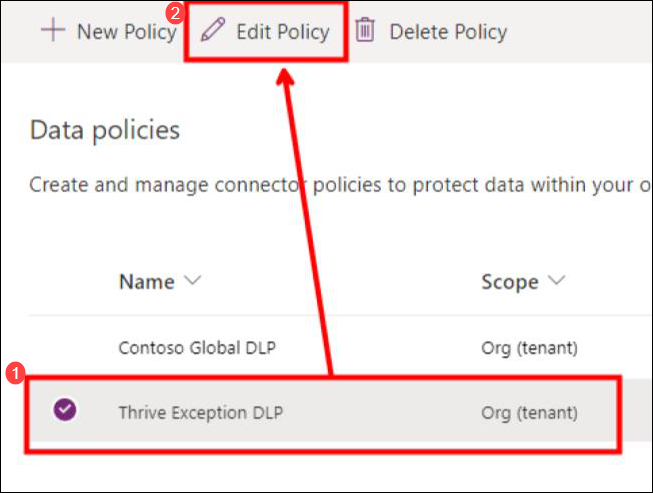 2
New Policy Edit Policy Delete Policy
Data policies
Create and manage connector policies to protect data within your o
Name Scope
Contoso Global DLP Org (tenant)
1
Thrive Exception DLP Org (tenant)